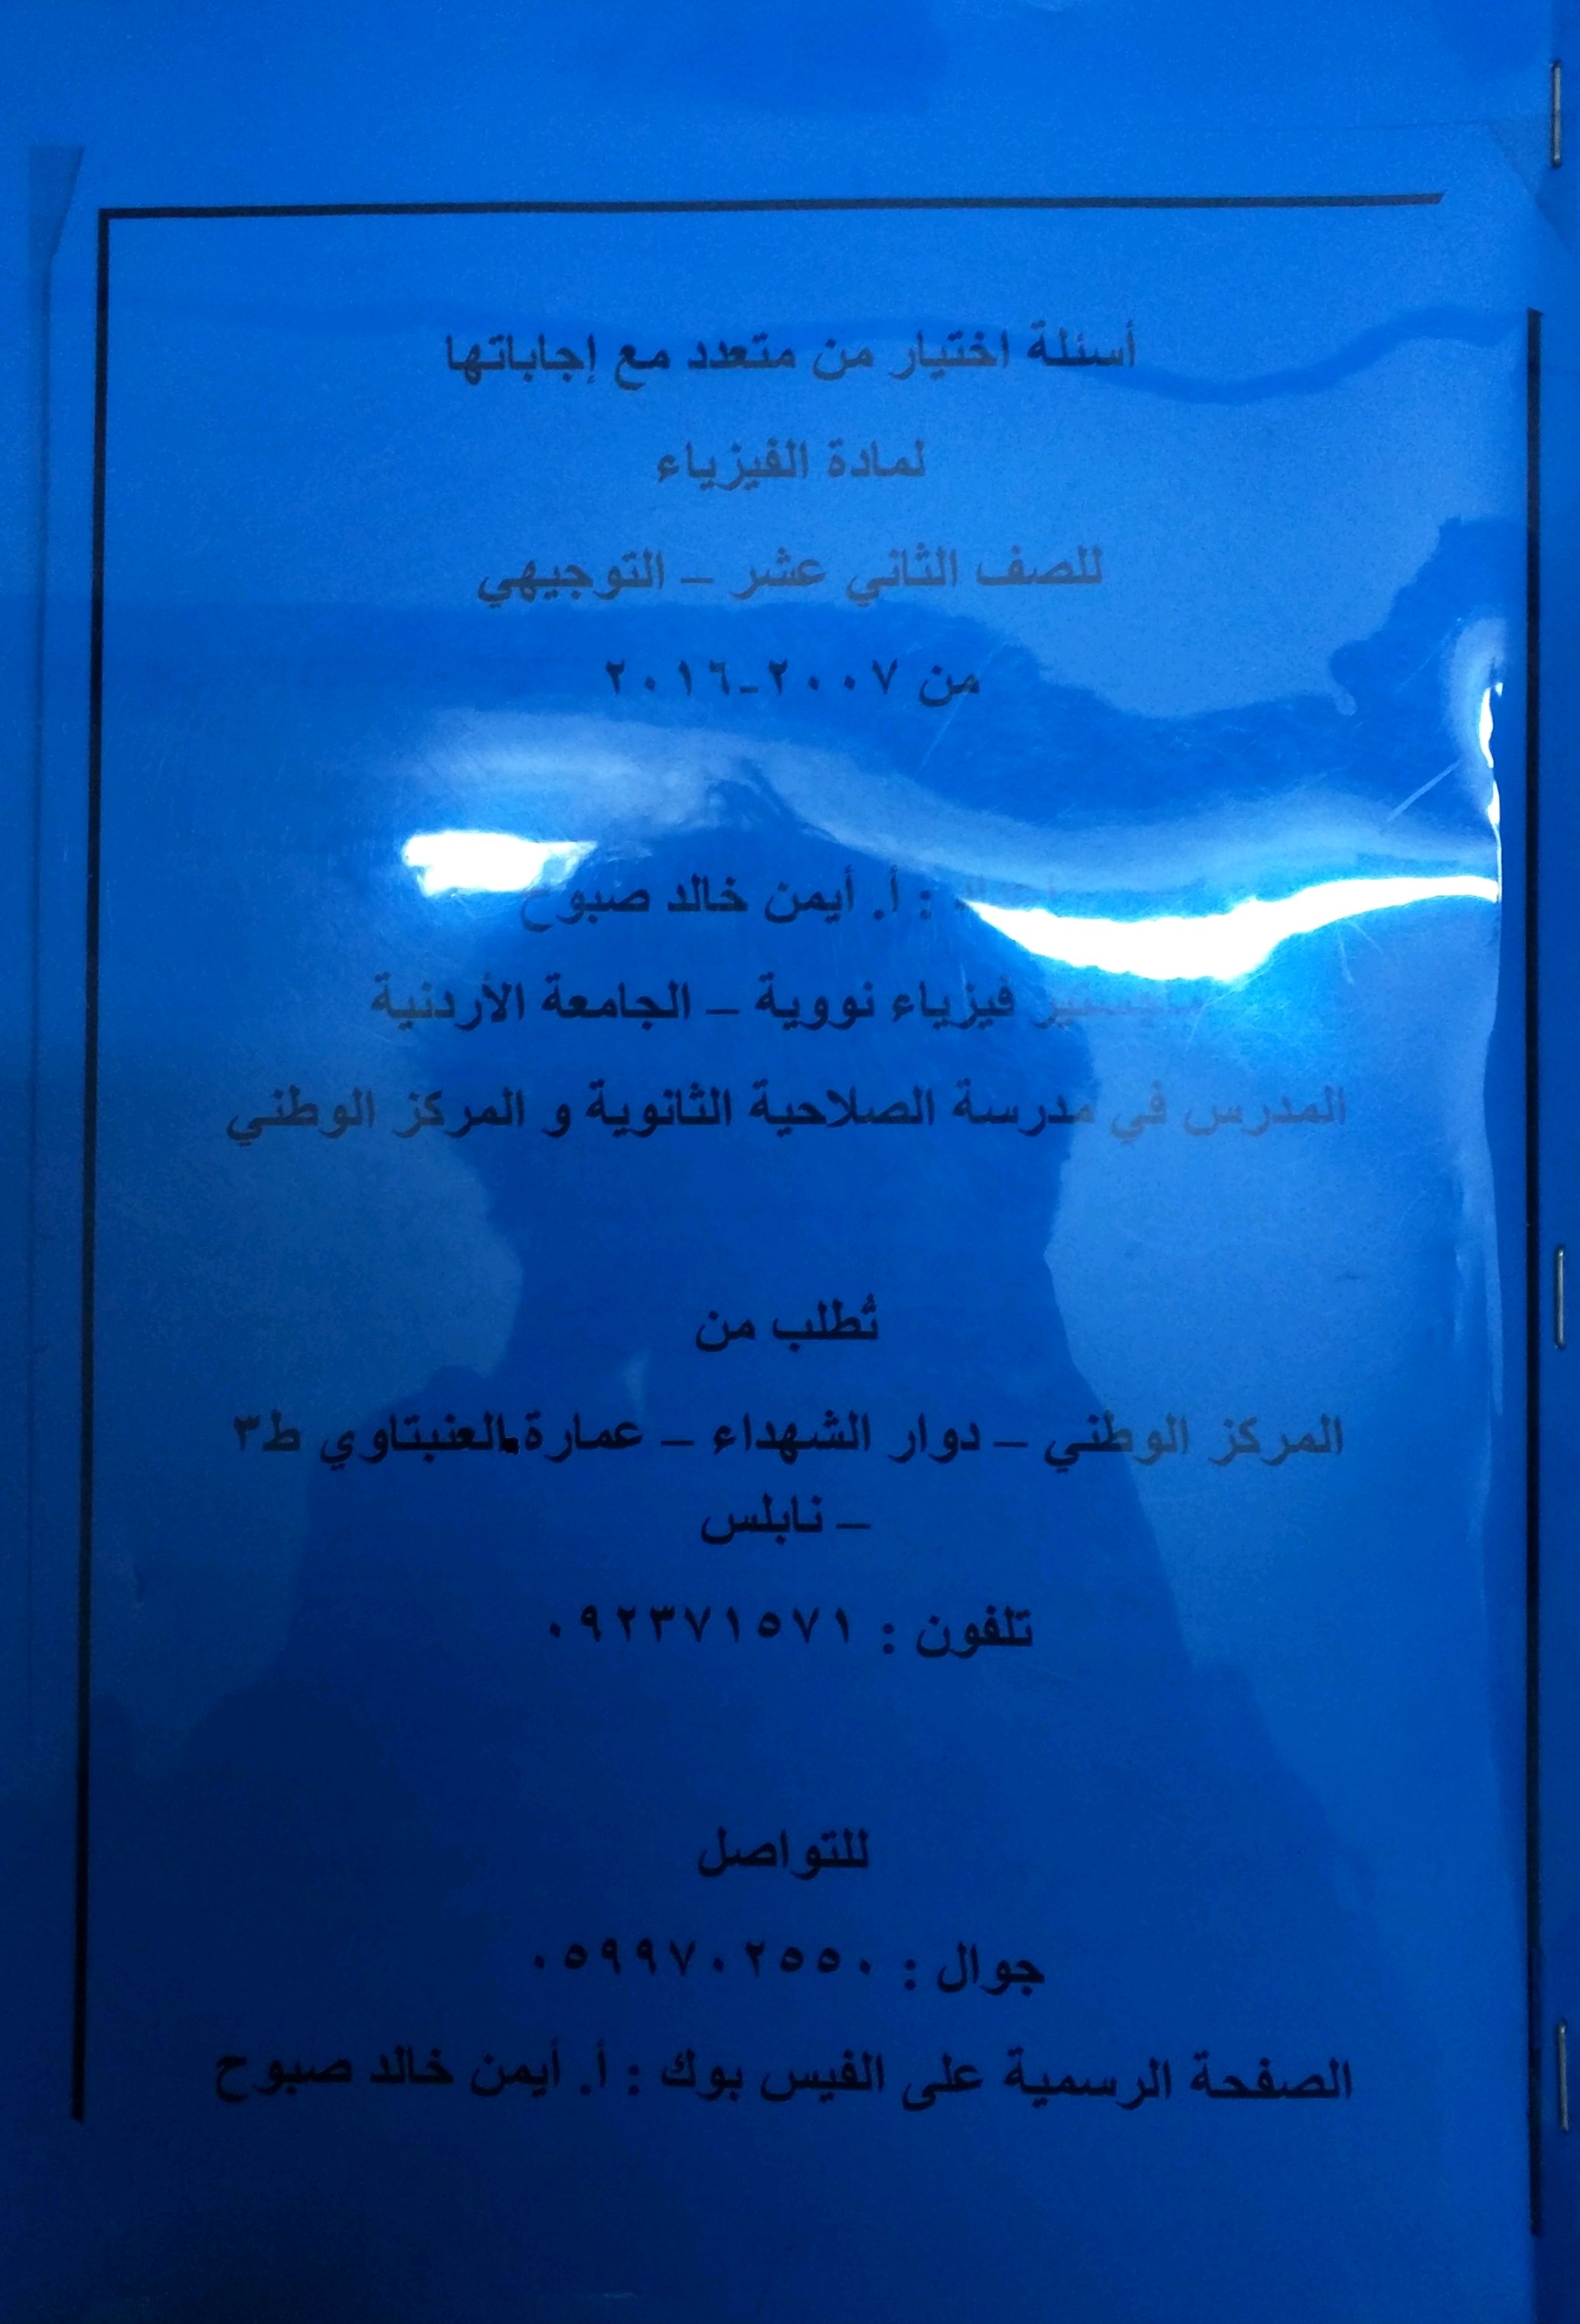 أسئلة اختيار من متعدد مع إجاباتها
لمادة الفيزياء
للصف الثاني عشر – التوجيهي
من ٢٠٠٧-٢٠١٦
: أ. أيمن خالد صبوح
ماجستير فيزياء نووية – الجامعة الأردنية
المدرس في مدرسة الصلاحية الثانوية و المركز الوطني
تُطلب من
المركز الوطني – دوار الشهداء – عمارة العنبتاوي ط٣
– نابلس
تلفون : ٠٩٢٣٧١٥٧١
للتواصل
جوال : ٠٥٩٩٧٠٢٥٥٠
الصفحة الرسمية على الفيس بوك : أ. أيمن خالد صبوح